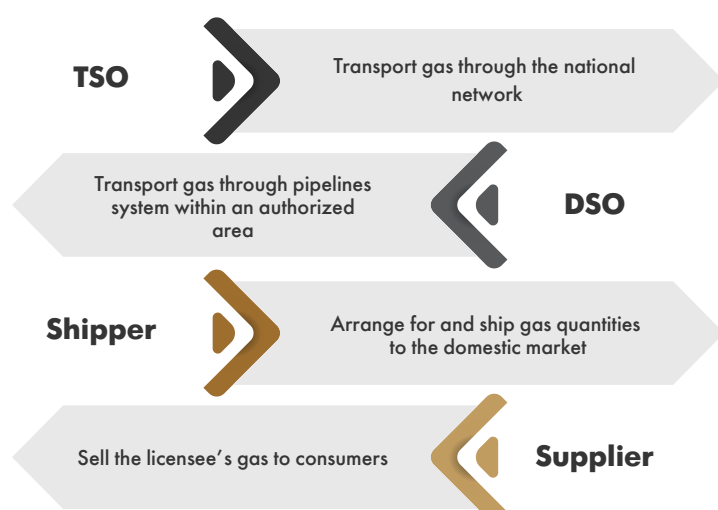 TSO
Transport gas through the national
network
Transport gas through pipelines
system within an authorized
area
DSO
Shipper
Arrange for and ship gas quantities
to the domestic market
Sell the licensee’s gas to consumers
Supplier